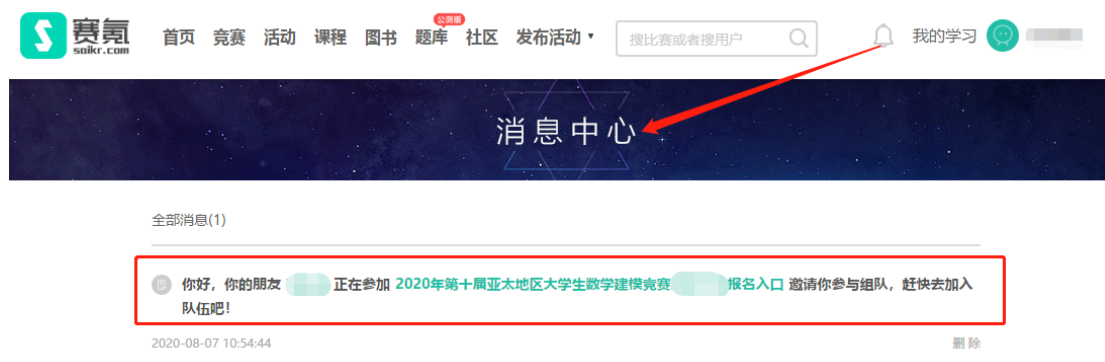 赛氪
saikr.com
首页 竞赛 活动 课程 图书 题库 公测版 社区 发布活动 搜比赛或者搜用户 我的学习
消息中心
全部消息(1)
你好，你的朋友 正在参加 2020年第十届亚太地区大学生数学建模竞赛 报名入口 邀请你参与组队，赶快去加入
队伍吧！
2020-08-07 10:54:44 删除